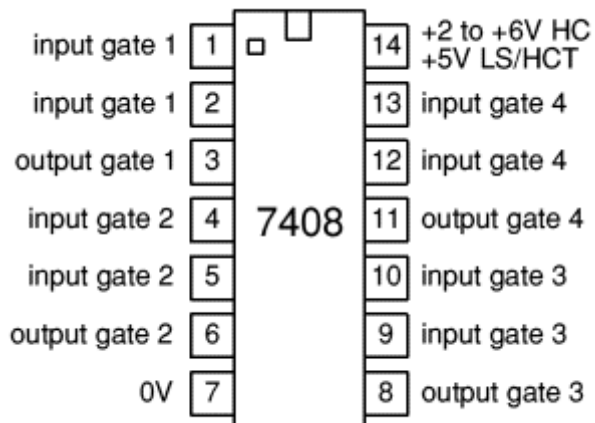 input gate 1 1
input gate 1 2
output gate 1 3
input gate 2 4
input gate 2 5
output gate 2 6
0V 7
7408
14 +2 to +6V HC
+5V LS/HCT
13 input gate 4
12 input gate 4
11 output gate 4
10 input gate 3
9 input gate 3
8 output gate 3